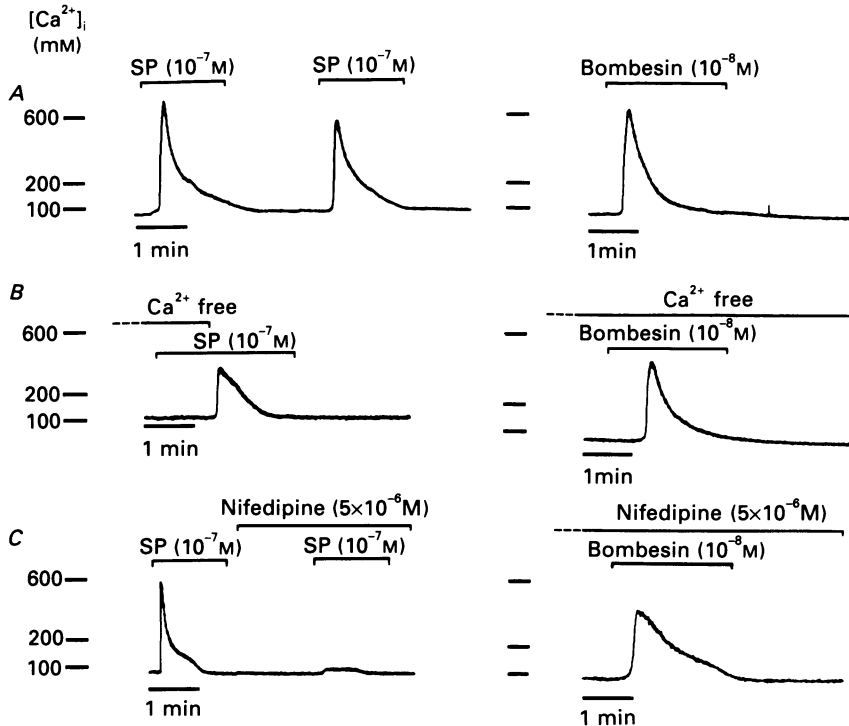 [Ca²⁺]ᵢ
(mM)
SP (10⁻⁷M) SP (10⁻⁷M) Bombesin (10⁻⁸M)
A
600
200
100
1 min 1min
B
Ca²⁺ free Ca²⁺ free
600
SP (10⁻⁷M) Bombesin (10⁻⁸M)
200
100
1 min 1min
Nifedipine (5×10⁻⁶M) Nifedipine (5×10⁻⁶M)
C
SP (10⁻⁷M) SP (10⁻⁷M) Bombesin (10⁻⁸M)
600
200
100
1 min 1 min